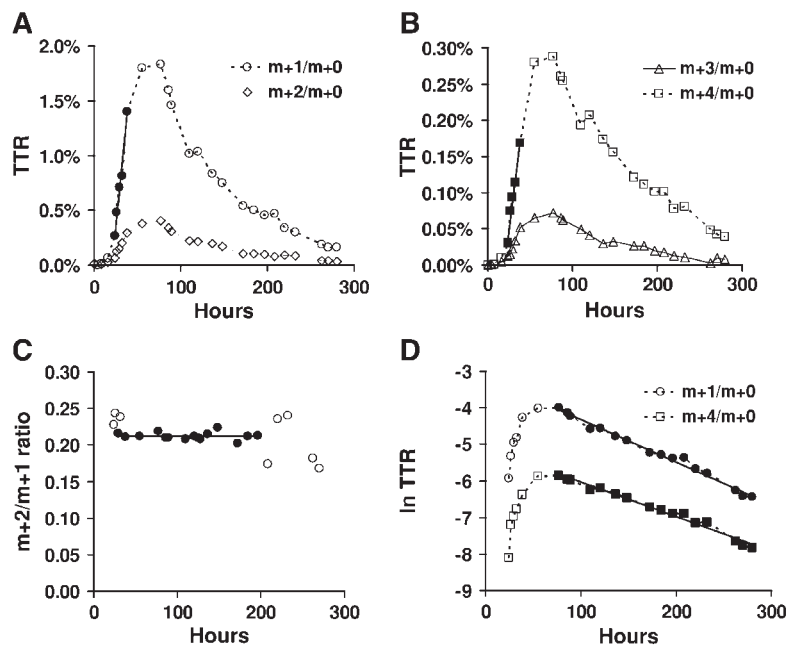 A
2.0%
1.5%
1.0%
0.5%
0.0%
TTR
0
100
200
300
Hours
m+1/m+0
m+2/m+0
B
0.30%
0.25%
0.20%
0.15%
0.10%
0.05%
0.00%
TTR
0
100
200
300
Hours
m+3/m+0
m+4/m+0
C
0.30
0.25
0.20
0.15
0.10
0.05
0.00
m+2/m+1 ratio
0
100
200
300
Hours
D
-3
-4
-5
-6
-7
-8
-9
ln TTR
0
100
200
300
Hours
m+1/m+0
m+4/m+0